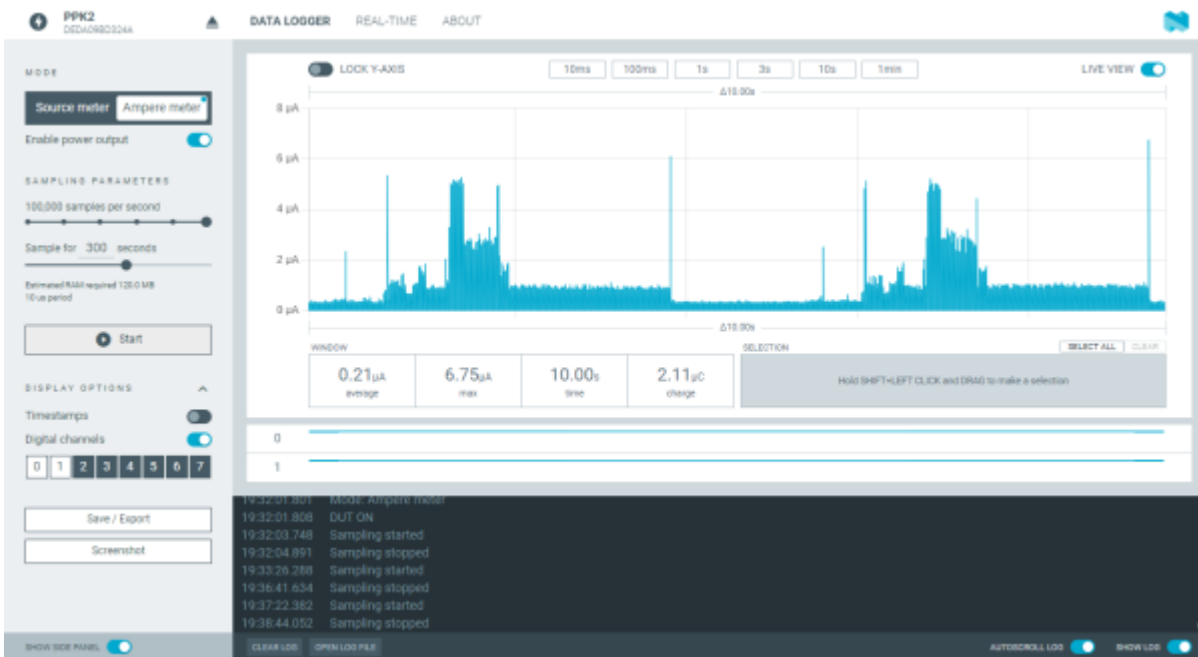 PPK2
DEDA09BD324A
DATA LOGGER
REAL-TIME
ABOUT
MODE
Source meter
Ampere meter
Enable power output
SAMPLING PARAMETERS
100,000 samples per second
Sample for 300 seconds
Estimated RAM required 120.0 MB
10 us period
Start
DISPLAY OPTIONS
Timestamps
Digital channels
0 1 2 3 4 5 6 7
Save / Export
Screenshot
SHOW SIDE PANEL
LOCK Y-AXIS
10ms 100ms 1s 3s 10s 1min
LIVE VIEW
Δ10.00s
8 µA
6 µA
4 µA
2 µA
0 µA
Δ10.00s
WINDOW
0.21µA
average
6.75µA
max
10.00s
time
2.11µC
charge
SELECTION
SELECT ALL
CLEAR
Hold SHIFT+LEFT CLICK and DRAG to make a selection
0
1
19:32:01.801 Mode: Ampere meter
19:32:01.808 DUT ON
19:32:03.748 Sampling started
19:32:04.891 Sampling stopped
19:33:26.288 Sampling started
19:36:41.634 Sampling stopped
19:37:22.382 Sampling started
19:38:44.052 Sampling stopped
CLEAR LOG
OPEN LOG FILE
AUTOSCROLL LOG
SHOW LOG